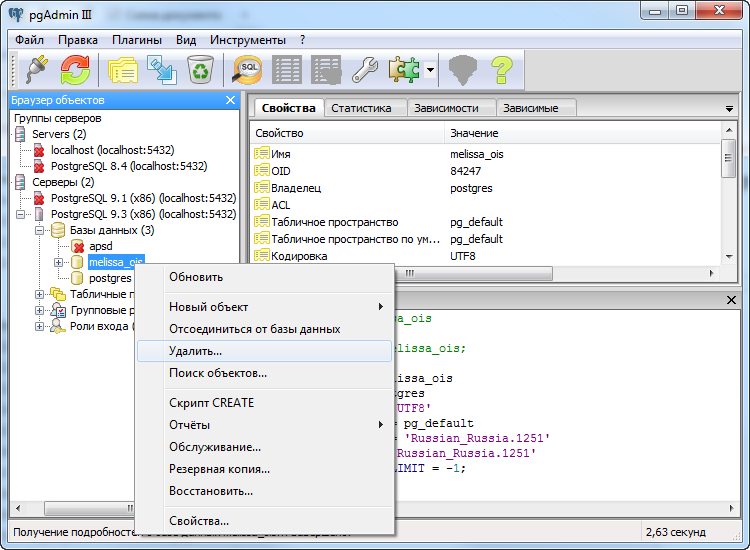 pgAdmin III
Файл Правка Плагины Вид Инструменты ?
SQL
Браузер объектов
Группы серверов
Servers (2)
localhost (localhost:5432)
PostgreSQL 8.4 (localhost:5432)
Серверы (2)
PostgreSQL 9.1 (x86) (localhost:5432)
PostgreSQL 9.3 (x86) (localhost:5432)
Базы данных (3)
apsd
melissa_ois
postgres
Табличные п
Групповые р
Роли входа (
Свойства Статистика Зависимости Зависимые
Свойство Значение
Имя melissa_ois
OID 84247
Владелец postgres
ACL
Табличное пространство pg_default
Табличное пространство по ум... pg_default
Кодировка UTF8
Обновить
Новый объект
Отсоединиться от базы данных
Удалить...
Поиск объектов...
Скрипт CREATE
Отчёты
Обслуживание...
Резервная копия...
Восстановить...
Свойства...
sa_ois
elissa_ois;
lissa_ois
tgres
UTF8'
= pg_default
= 'Russian_Russia.1251'
Russian_Russia.1251'
LIMIT = -1;
Получение подробностей
2,63 секунд